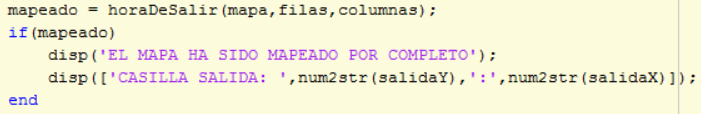 mapeado = horaDeSalir(mapa,filas,columnas);
if(mapeado)
    disp('EL MAPA HA SIDO MAPEADO POR COMPLETO');
    disp(['CASILLA SALIDA: ',num2str(salidaY),':',num2str(salidaX)]);
end